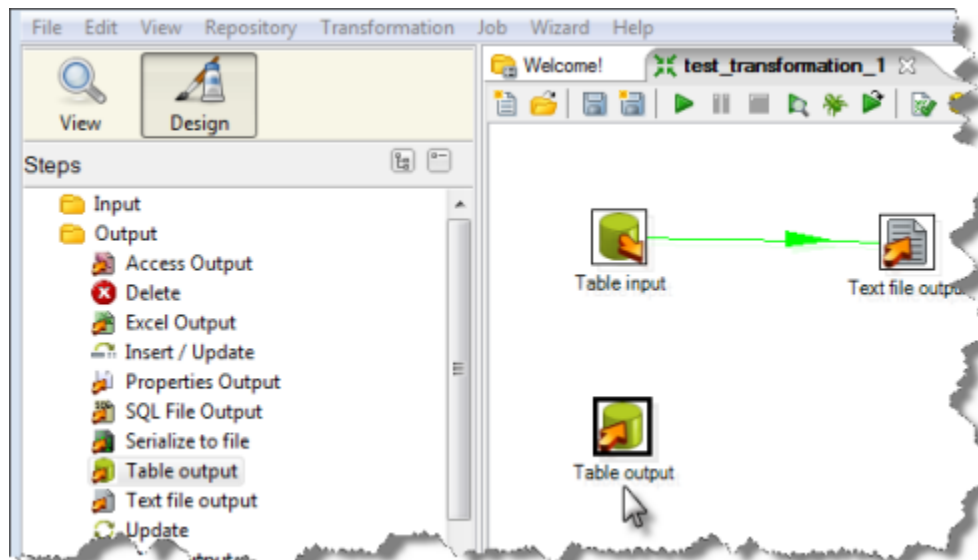 File Edit View Repository Transformation Job Wizard Help
View
Design
Steps
Input
Output
Access Output
Delete
Excel Output
Insert / Update
Properties Output
SQL File Output
Serialize to file
Table output
Text file output
Update
Welcome!
test_transformation_1
Table input
Text file output
Table output